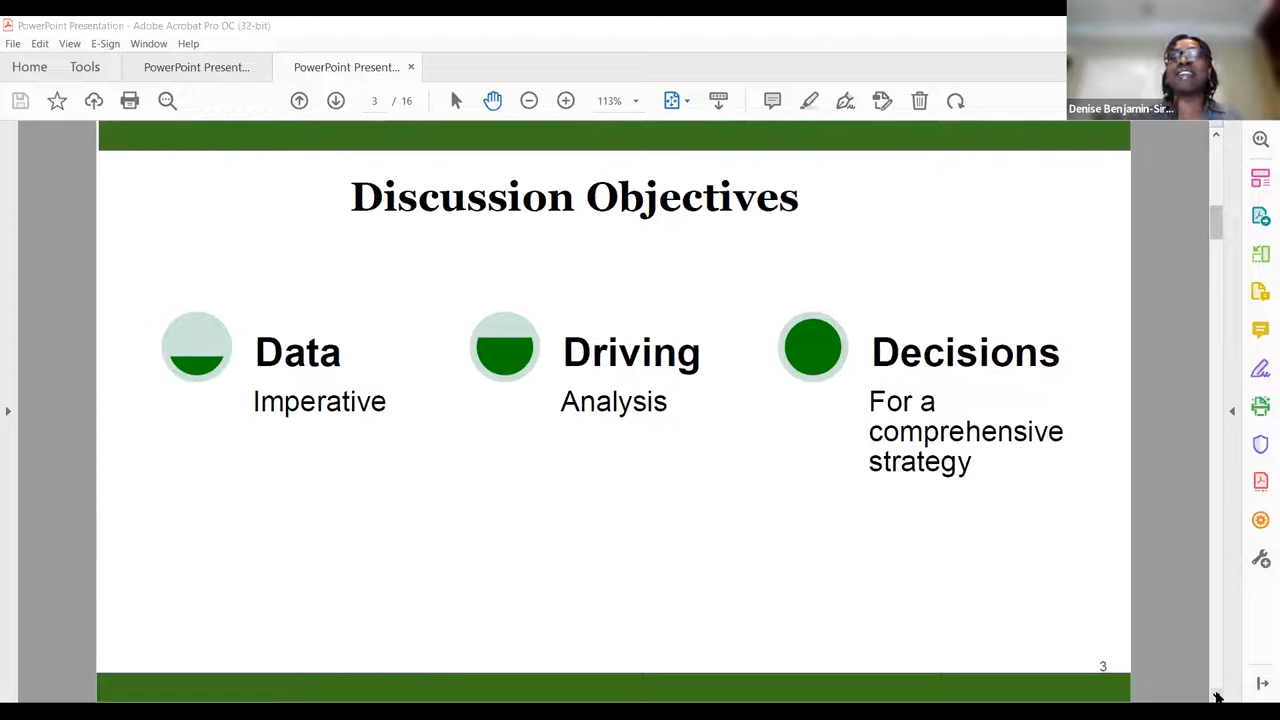 PowerPoint Presentation - Adobe Acrobat Pro DC (32-bit)
File Edit View E-Sign Window Help
Home Tools PowerPoint Present... PowerPoint Present... ×
3 / 16 113%
Denise Benjamin-Sir...
Discussion Objectives
Data
Imperative
Driving
Analysis
Decisions
For a
comprehensive
strategy
3